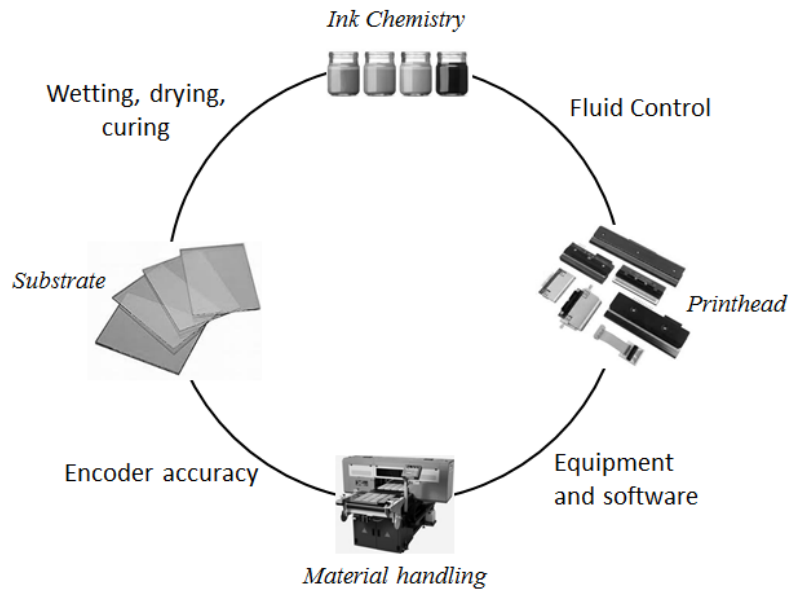 Ink Chemistry
Wetting, drying,
curing
Fluid Control
Substrate
Printhead
Encoder accuracy
Equipment
and software
Material handling